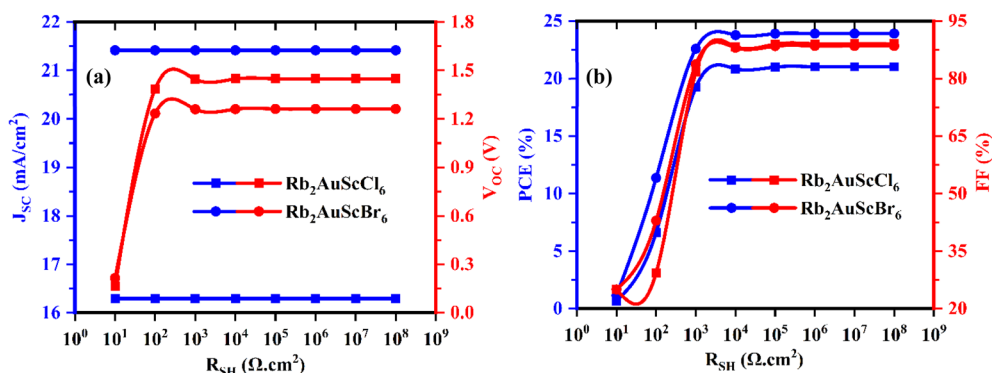 (a)
J_SC (mA/cm²)
22
21
20
19
18
17
16
V_OC (V)
1.8
1.5
1.2
0.9
0.6
0.3
0.0
Rb₂AuScCl₆
Rb₂AuScBr₆
10⁰ 10¹ 10² 10³ 10⁴ 10⁵ 10⁶ 10⁷ 10⁸ 10⁹
R_SH (Ω.cm²)
(b)
PCE (%)
25
20
15
10
5
0
FF (%)
95
80
65
50
35
20
Rb₂AuScCl₆
Rb₂AuScBr₆
10⁰ 10¹ 10² 10³ 10⁴ 10⁵ 10⁶ 10⁷ 10⁸ 10⁹
R_SH (Ω.cm²)